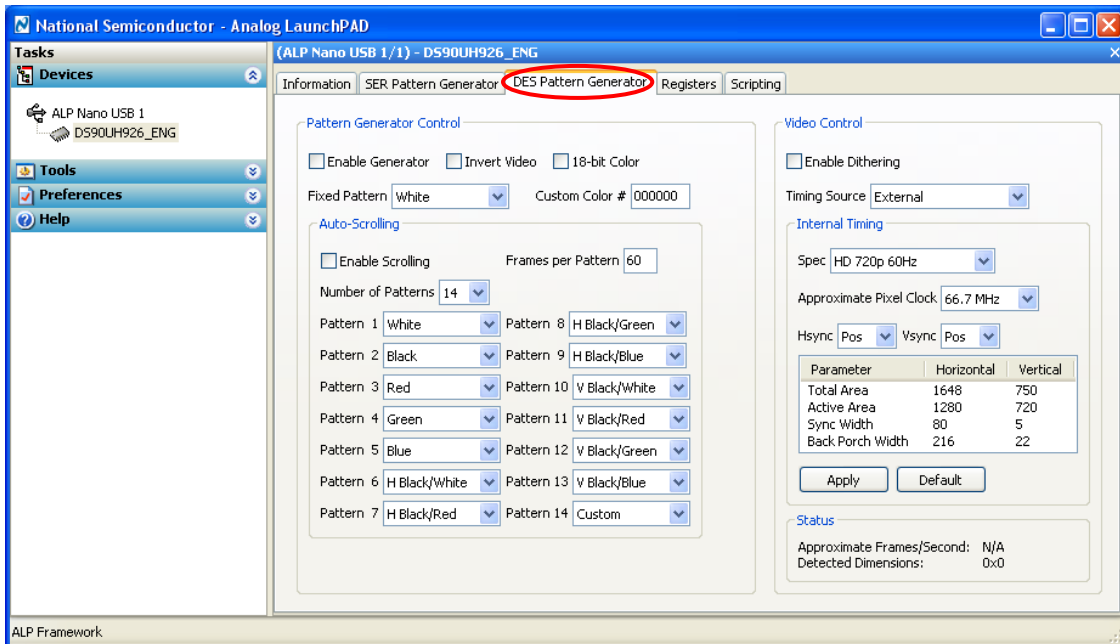 National Semiconductor - Analog LaunchPAD
Tasks
(ALP Nano USB 1/1) - DS90UH926_ENG
Devices
ALP Nano USB 1
DS90UH926_ENG
Tools
Preferences
Help
Information SER Pattern Generator DES Pattern Generator Registers Scripting
Pattern Generator Control
Enable Generator Invert Video 18-bit Color
Fixed Pattern White Custom Color # 000000
Auto-Scrolling
Enable Scrolling Frames per Pattern 60
Number of Patterns 14
Pattern 1 White Pattern 8 H Black/Green
Pattern 2 Black Pattern 9 H Black/Blue
Pattern 3 Red Pattern 10 V Black/White
Pattern 4 Green Pattern 11 V Black/Red
Pattern 5 Blue Pattern 12 V Black/Green
Pattern 6 H Black/White Pattern 13 V Black/Blue
Pattern 7 H Black/Red Pattern 14 Custom
Video Control
Enable Dithering
Timing Source External
Internal Timing
Spec HD 720p 60Hz
Approximate Pixel Clock 66.7 MHz
Hsync Pos Vsync Pos
Parameter Horizontal Vertical
Total Area 1648 750
Active Area 1280 720
Sync Width 80 5
Back Porch Width 216 22
Apply Default
Status
Approximate Frames/Second: N/A
Detected Dimensions: 0x0
ALP Framework